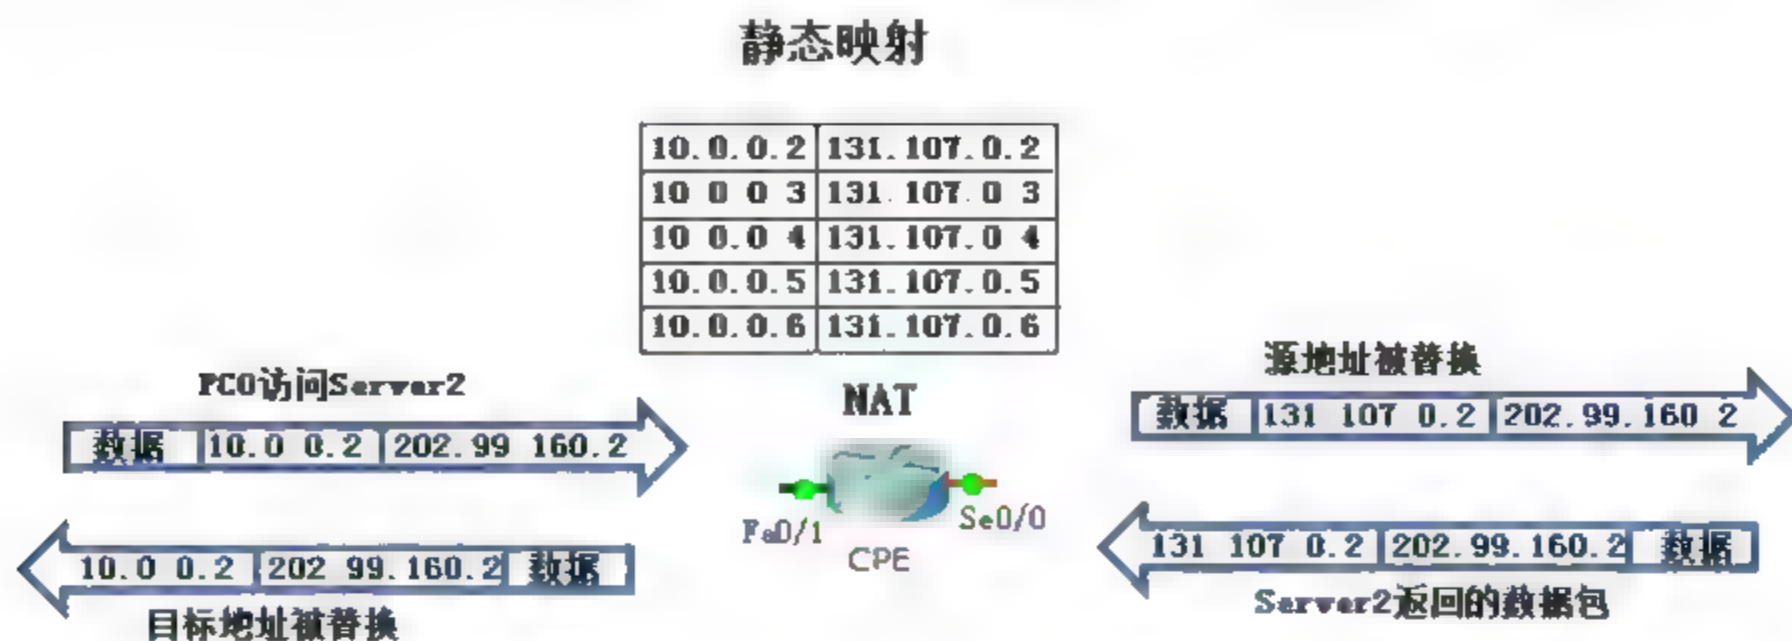 静态映射
10.0.0.2 131.107.0.2
10 0 0 3 131.107.0 3
10 0.0 4 131.107.0 4
10.0.0.5 131.107.0.5
10.0.0.6 131.107.0.6
PC0访问Server2
数据 10.0 0.2 202.99 160.2
NAT
源地址被替换
数据 131 107 0.2 202.99.160 2
Fa0/1
Se0/0
CPE
10.0 0.2 202 99.160.2 数据
目标地址被替换
131 107 0.2 202.99.160.2 数据
Server2返回的数据包